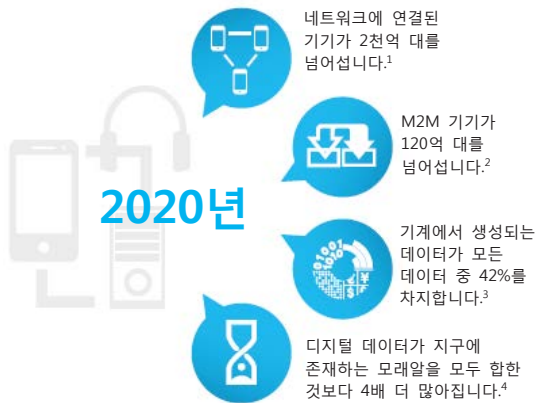 네트워크에 연결된
기기가 2천억 대를
넘어섭니다.1
M2M 기기가
120억 대를
넘어섭니다.2
2020년
기계에서 생성되는
데이터가 모든
데이터 중 42%를
차지합니다.3
01001
1010
$
¥
디지털 데이터가 지구에
존재하는 모래알을 모두 합한
것보다 4배 더 많아집니다.4